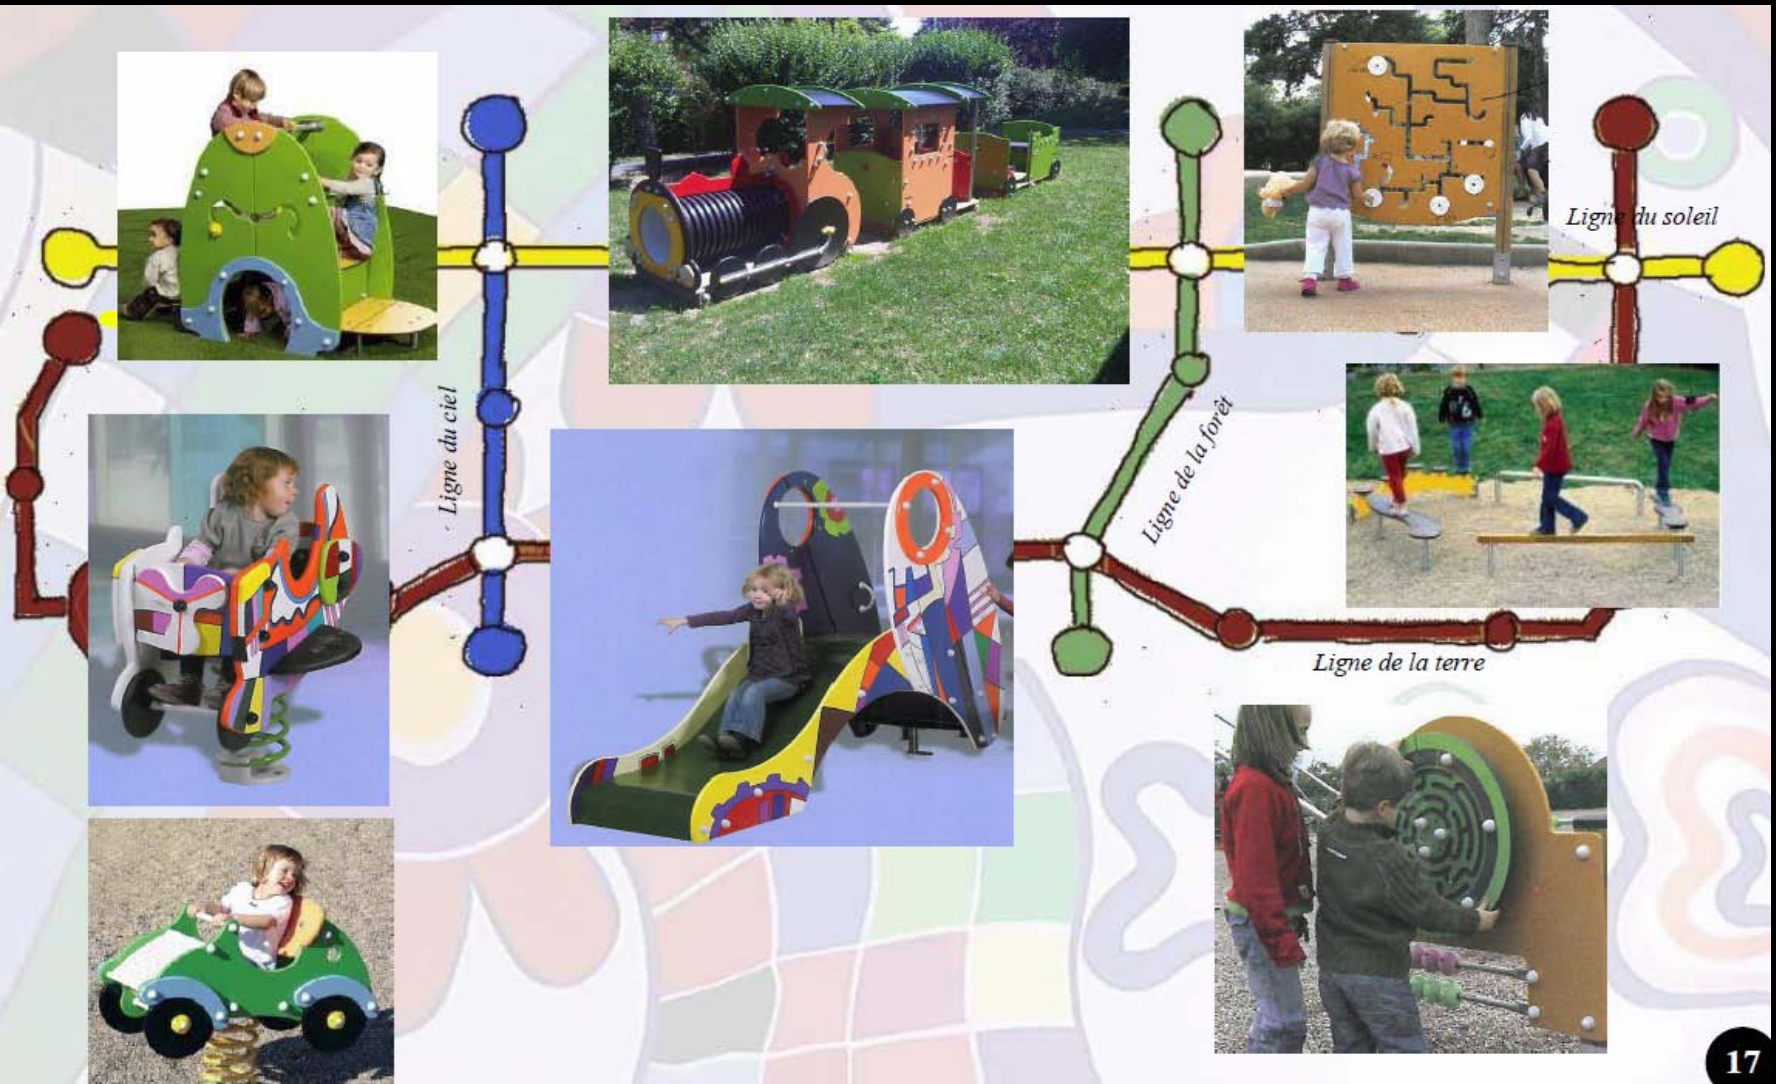 Ligne du soleil
Ligne du ciel
Ligne de la forêt
Ligne de la terre
17